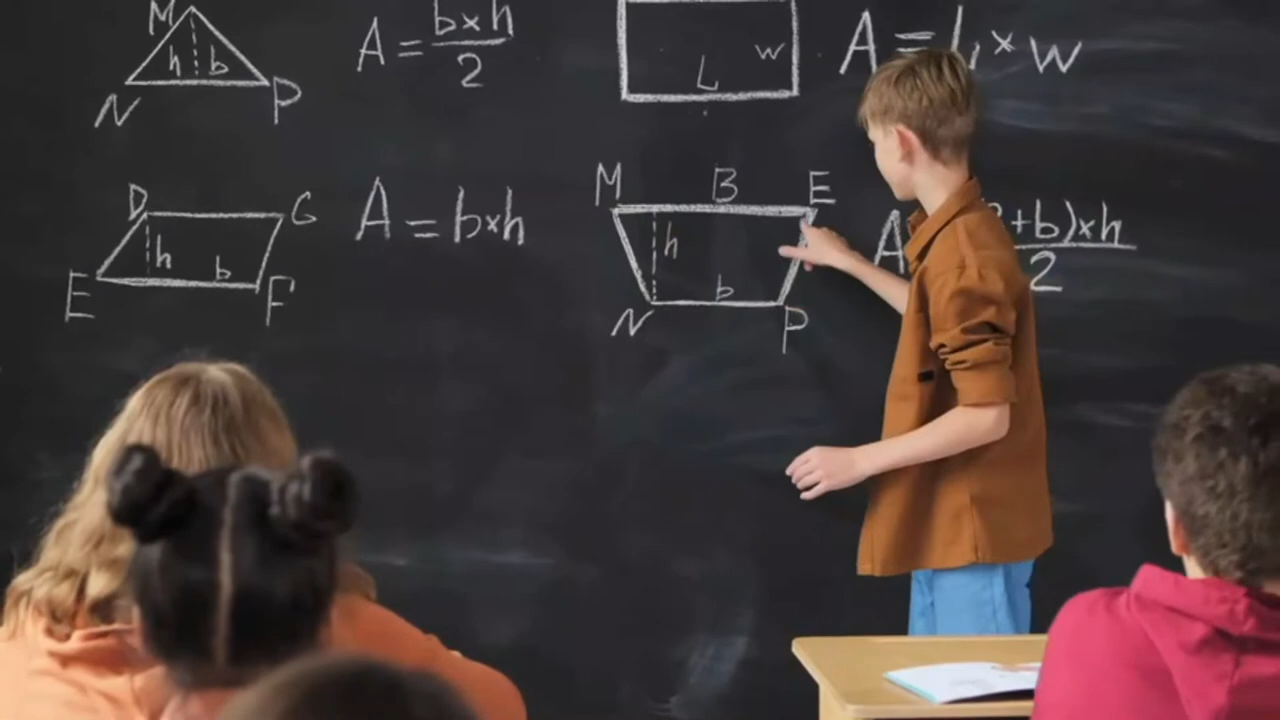 M
h b
N P
A = b×h
2
L w
A = L × w
D G
h b
E F
A = b×h
M B E
h
b
N P
A +b)×h
2